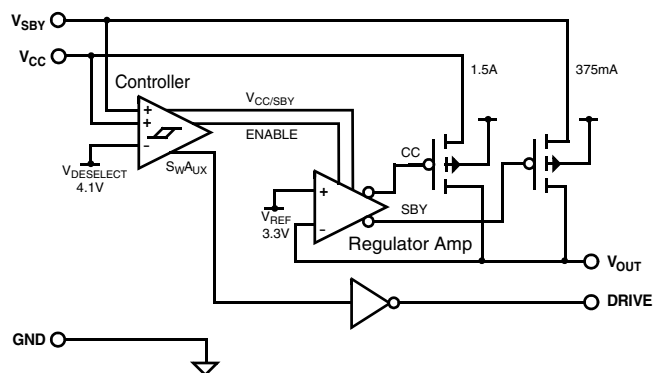 VSBY
VCC
Controller
1.5A
375mA
VCC/SBY
ENABLE
+
+
-
VDESELECT
4.1V
SWAUX
CC
+
VREF
3.3V
-
SBY
Regulator Amp
VOUT
DRIVE
GND